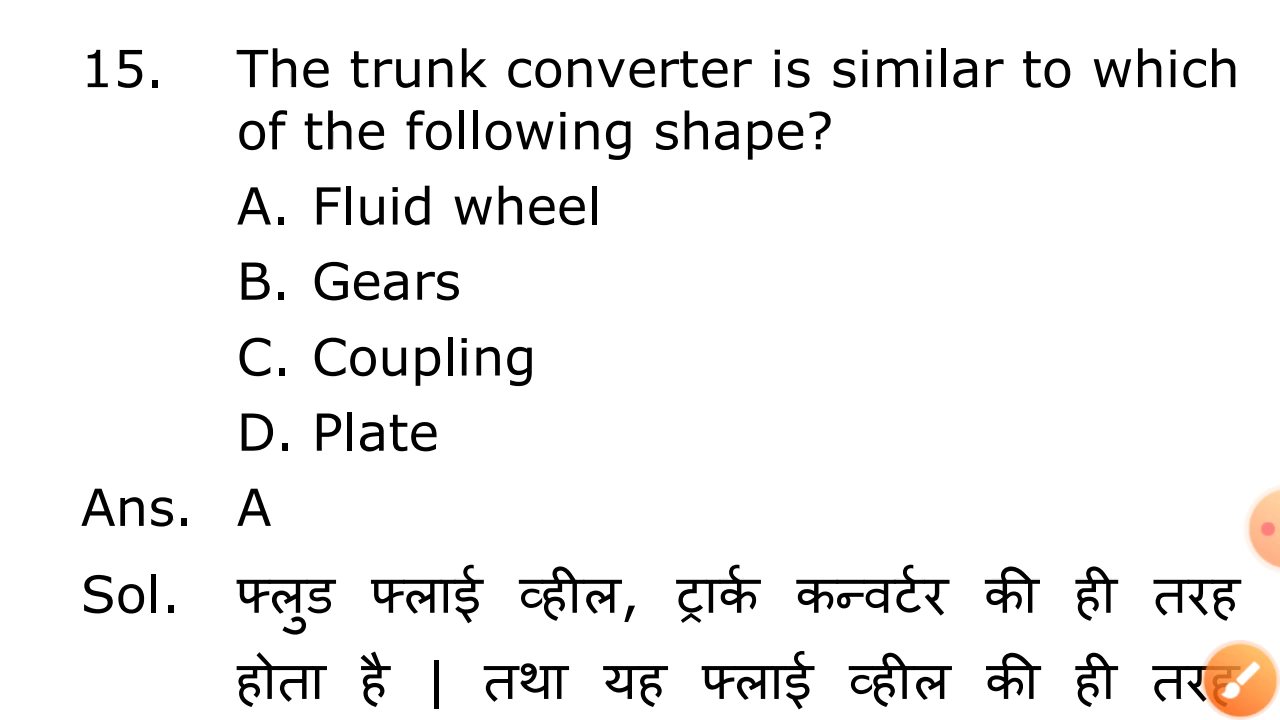 15. The trunk converter is similar to which
of the following shape?
A. Fluid wheel
B. Gears
C. Coupling
D. Plate
Ans. A
Sol. फ्लुड फ्लाई व्हील, ट्रार्क कन्वर्टर की ही तरह
होता है | तथा यह फ्लाई व्हील की ही तरह